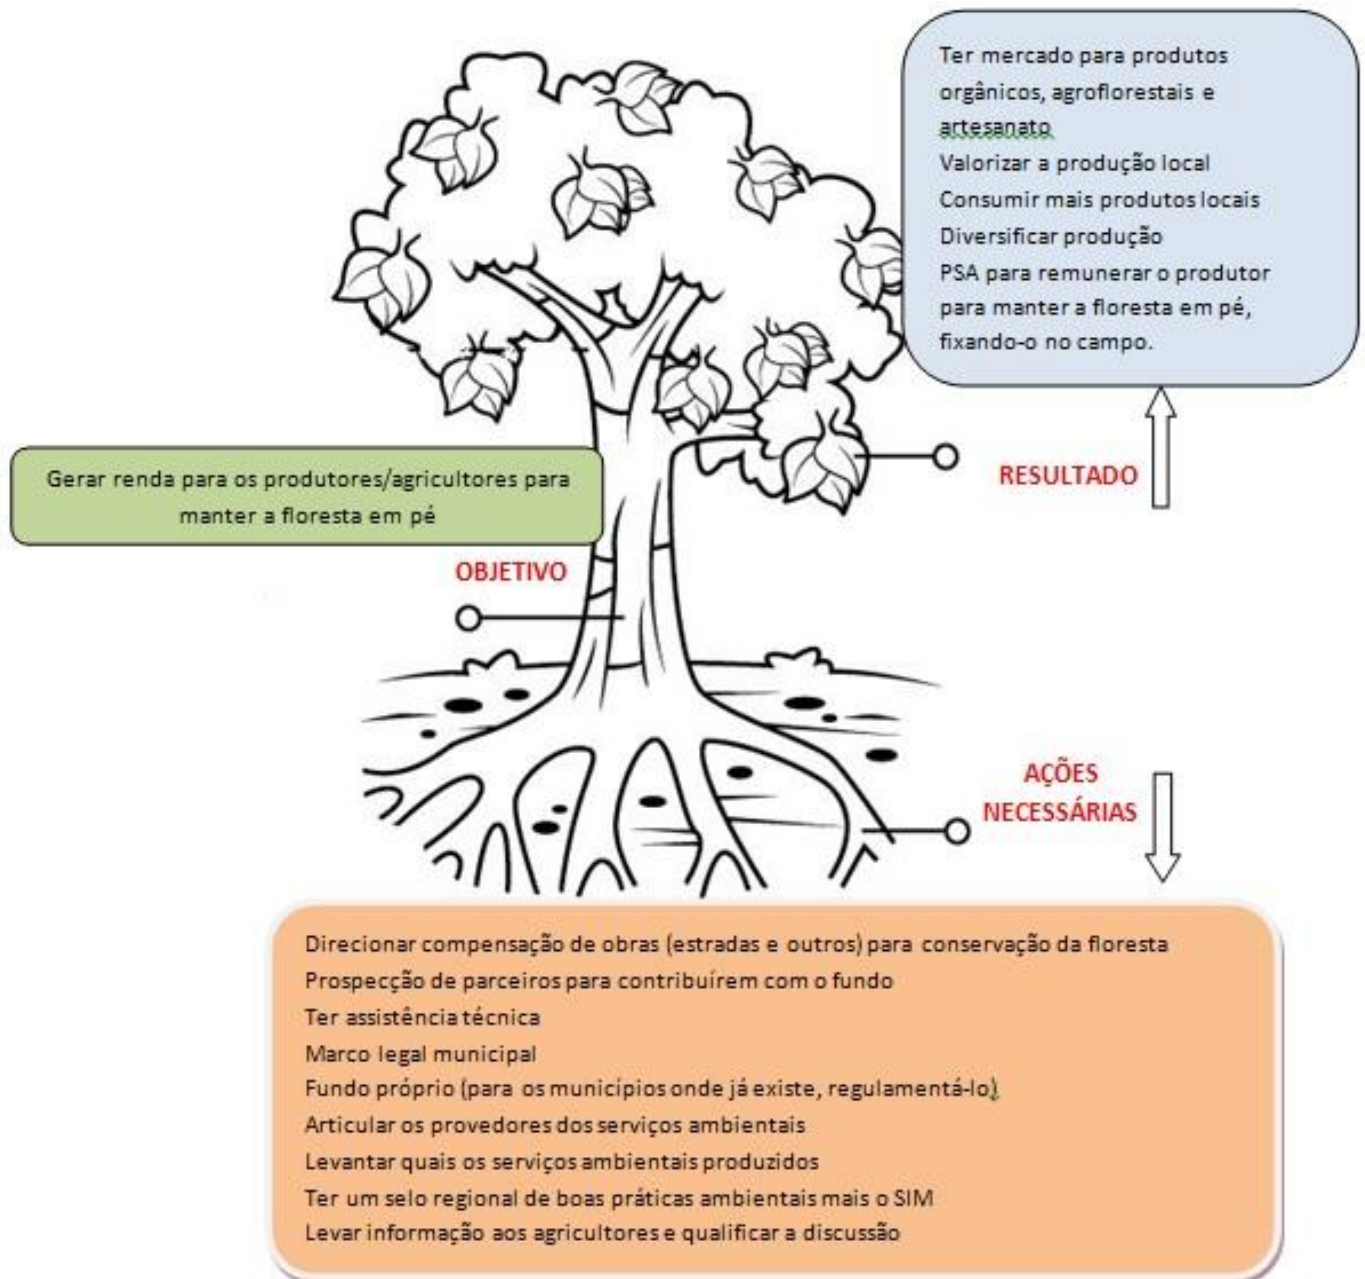 Ter mercado para produtos
orgânicos, agroflorestais e
artesanato
Valorizar a produção local
Consumir mais produtos locais
Diversificar produção
PSA para remunerar o produtor
para manter a floresta em pé,
fixando-o no campo.
RESULTADO
Gerar renda para os produtores/agricultores para
manter a floresta em pé
OBJETIVO
AÇÕES
NECESSÁRIAS
Direcionar compensação de obras (estradas e outros) para conservação da floresta
Prospecção de parceiros para contribuírem com o fundo
Ter assistência técnica
Marco legal municipal
Fundo próprio (para os municípios onde já existe, regulamentá-lo)
Articular os provedores dos serviços ambientais
Levantar quais os serviços ambientais produzidos
Ter um selo regional de boas práticas ambientais mais o SIM
Levar informação aos agricultores e qualificar a discussão